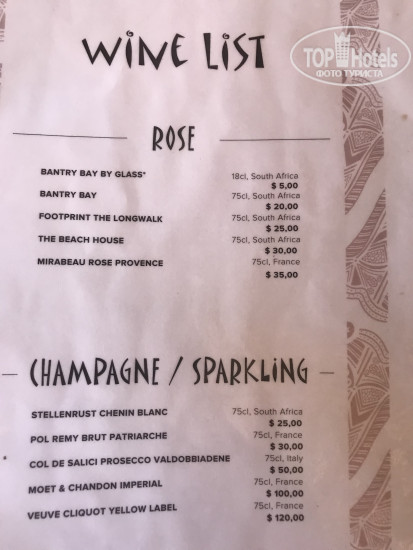 WINE LIST
TOP Hotels
ФОТО ТУРИСТА
ROSE
BANTRY BAY BY GLASS* 18cl, South Africa
$ 5,00
BANTRY BAY 75cl, South Africa
$ 20,00
FOOTPRINT THE LONGWALK 75cl, South Africa
$ 25,00
THE BEACH HOUSE 75cl, South Africa
$ 30,00
MIRABEAU ROSE PROVENCE 75cl, France
$ 35,00
CHAMPAGNE / SPARKLING
STELLENRUST CHENIN BLANC 75cl, South Africa
$ 25,00
POL REMY BRUT PATRIARCHE 75cl, France
$ 30,00
COL DE SALICI PROSECCO VALDOBBIADENE 75cl, Italy
$ 50,00
MOET & CHANDON IMPERIAL 75cl, France
$ 100,00
VEUVE CLIQUOT YELLOW LABEL 75cl, France
$ 120,00